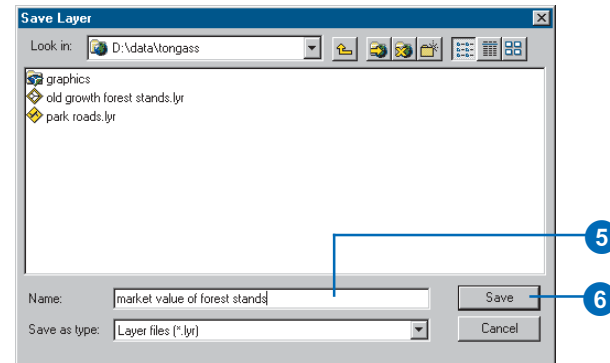 Save Layer
Look in: D:\data\tongass
graphics
old growth forest stands.lyr
park roads.lyr
5
Name: market value of forest stands Save
6
Save as type: Layer files (*.lyr) Cancel